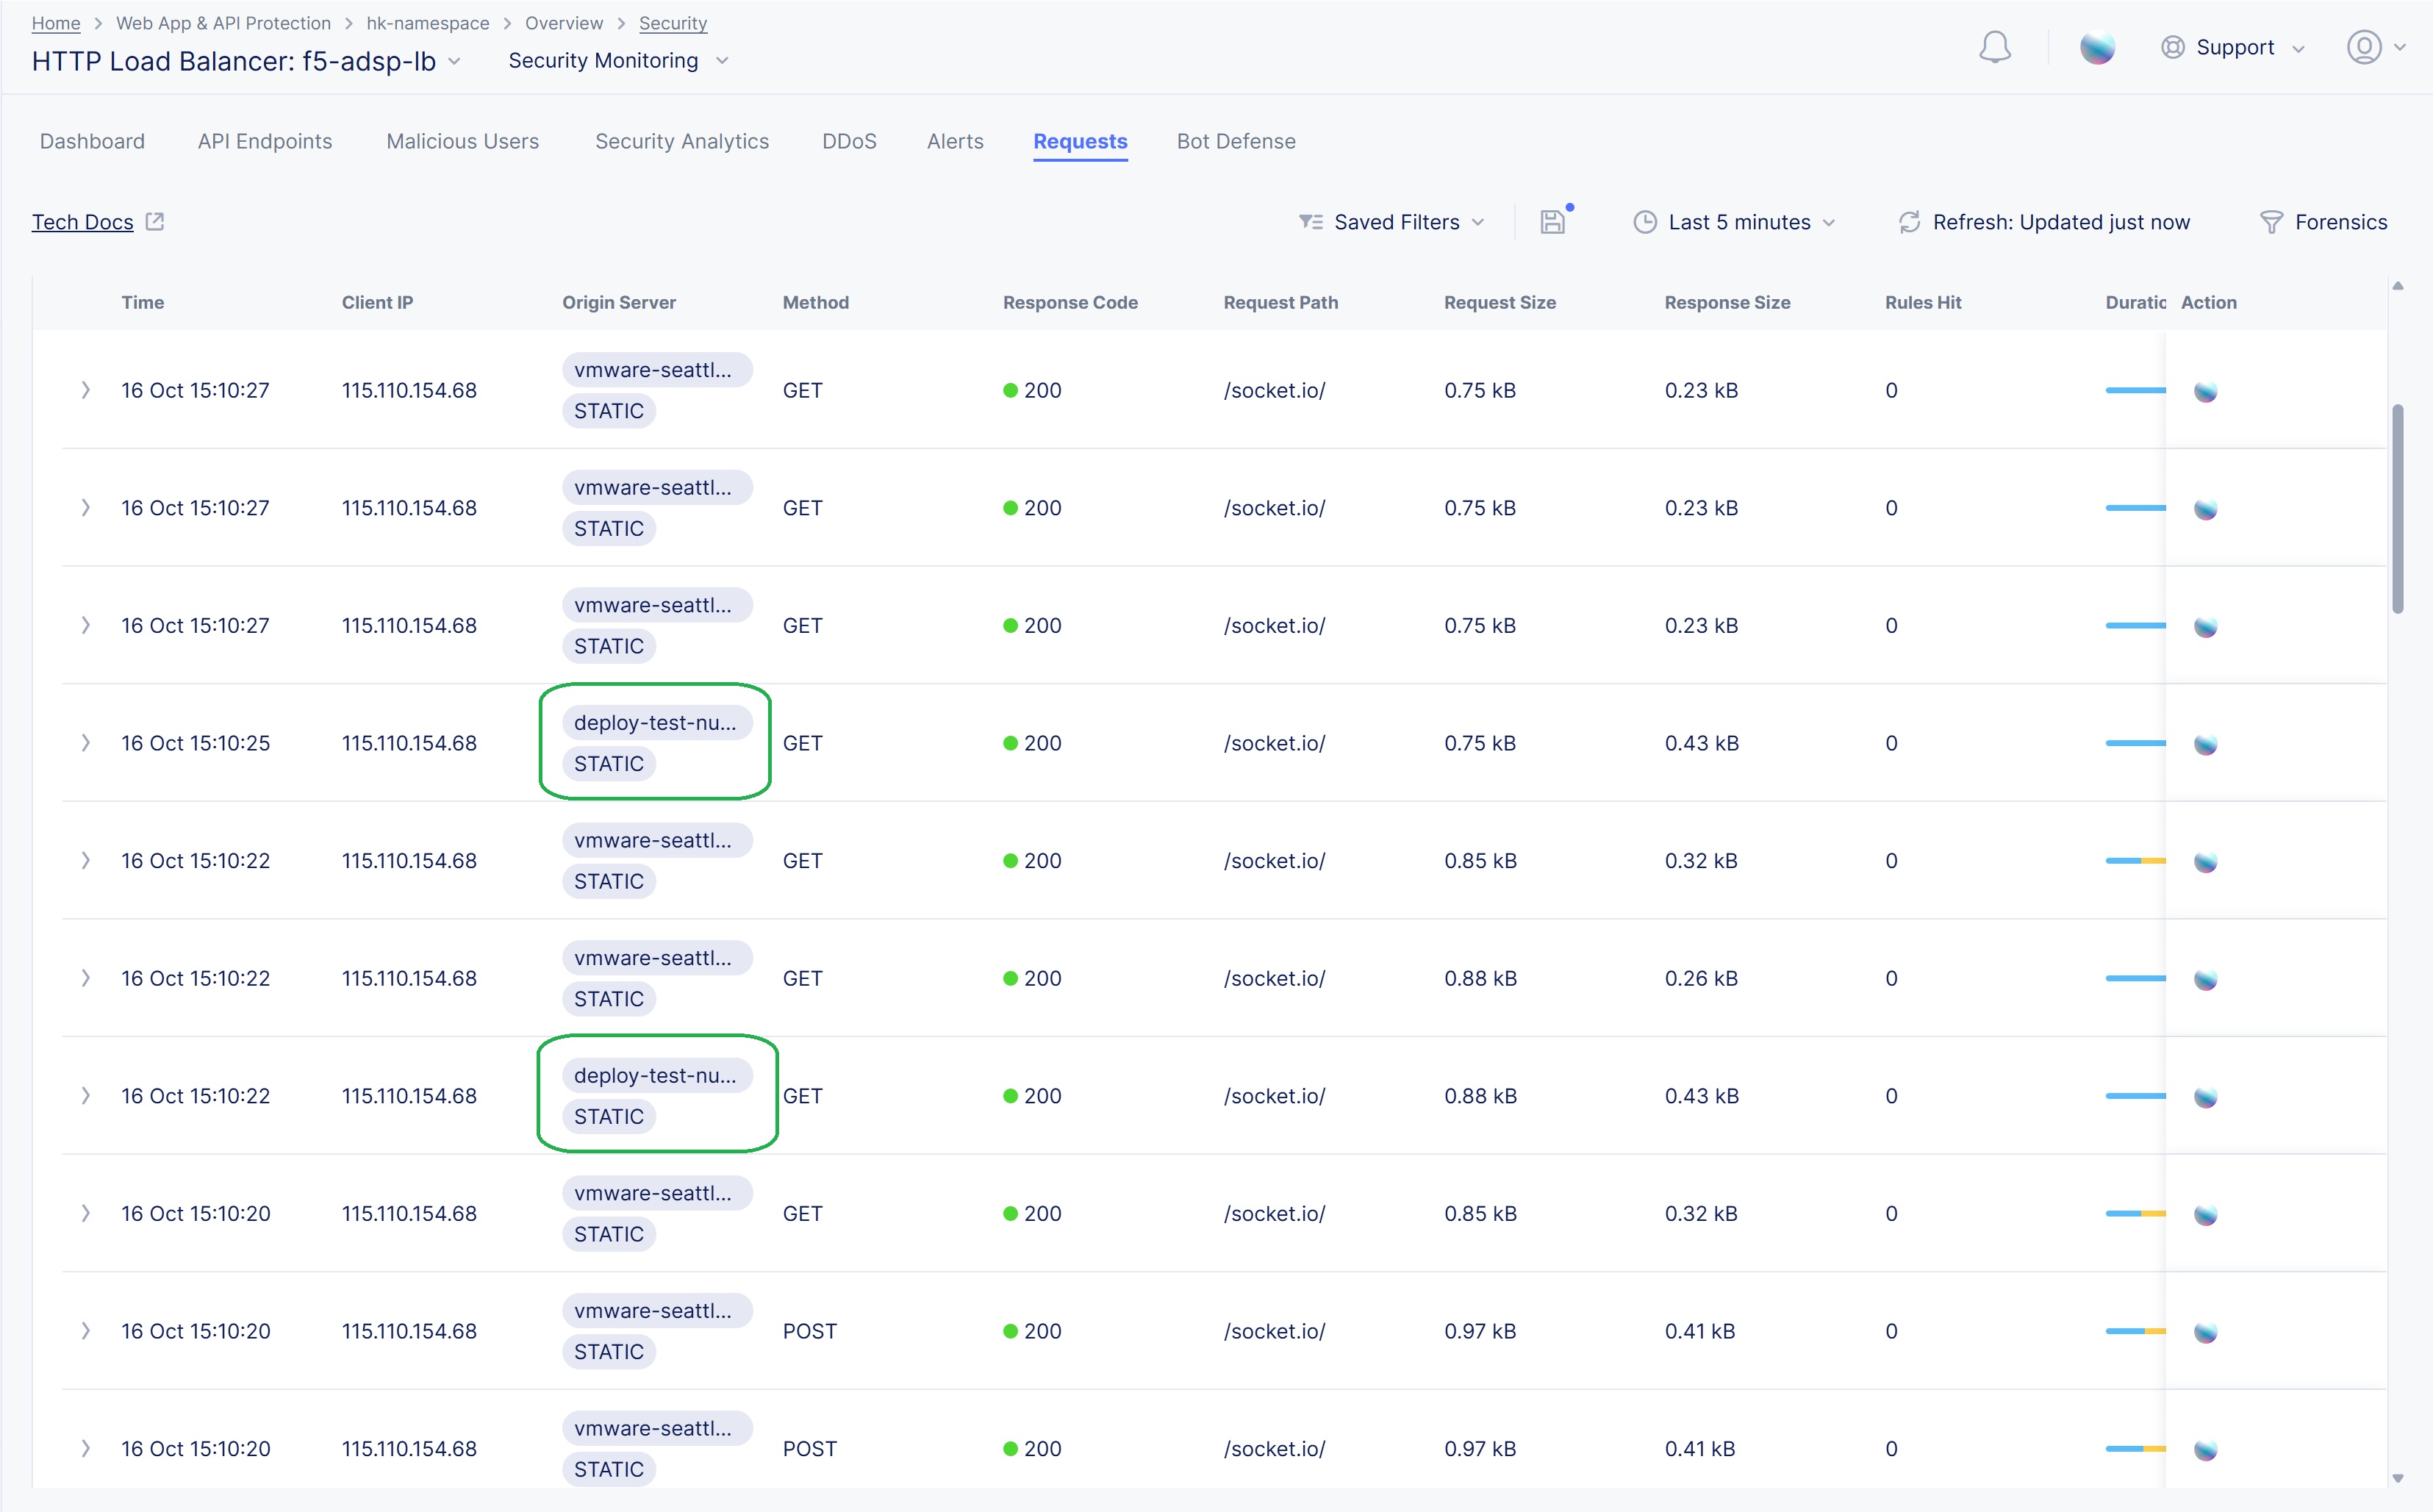 Home > Web App & API Protection > hk-namespace > Overview > Security
HTTP Load Balancer: f5-adsp-lb Security Monitoring Support
Dashboard API Endpoints Malicious Users Security Analytics DDoS Alerts Requests Bot Defense
Tech Docs Saved Filters Last 5 minutes Refresh: Updated just now Forensics
Time Client IP Origin Server Method Response Code Request Path Request Size Response Size Rules Hit Duratic Action
vmware-seattl...
16 Oct 15:10:27 115.110.154.68 GET 200 /socket.io/ 0.75 kB 0.23 kB 0
STATIC
vmware-seattl...
16 Oct 15:10:27 115.110.154.68 GET 200 /socket.io/ 0.75 kB 0.23 kB 0
STATIC
vmware-seattl...
16 Oct 15:10:27 115.110.154.68 GET 200 /socket.io/ 0.75 kB 0.23 kB 0
STATIC
deploy-test-nu...
16 Oct 15:10:25 115.110.154.68 GET 200 /socket.io/ 0.75 kB 0.43 kB 0
STATIC
vmware-seattl...
16 Oct 15:10:22 115.110.154.68 GET 200 /socket.io/ 0.85 kB 0.32 kB 0
STATIC
vmware-seattl...
16 Oct 15:10:22 115.110.154.68 GET 200 /socket.io/ 0.88 kB 0.26 kB 0
STATIC
deploy-test-nu...
16 Oct 15:10:22 115.110.154.68 GET 200 /socket.io/ 0.88 kB 0.43 kB 0
STATIC
vmware-seattl...
16 Oct 15:10:20 115.110.154.68 GET 200 /socket.io/ 0.85 kB 0.32 kB 0
STATIC
vmware-seattl...
16 Oct 15:10:20 115.110.154.68 POST 200 /socket.io/ 0.97 kB 0.41 kB 0
STATIC
vmware-seattl...
16 Oct 15:10:20 115.110.154.68 POST 200 /socket.io/ 0.97 kB 0.41 kB 0
STATIC